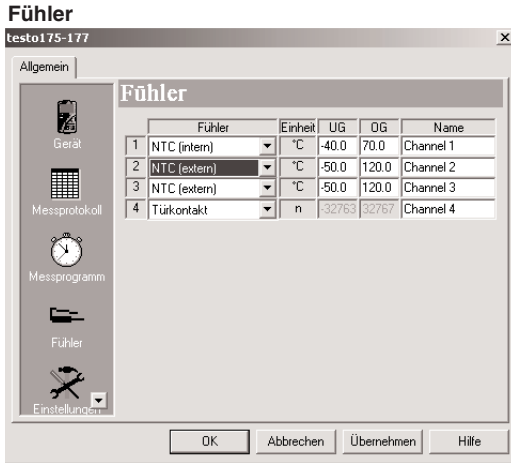 Fühler
testo175-177
Allgemein
Gerät
Messprotokoll
Messprogramm
Fühler
Einstellungen
Fühler
Fühler Einheit UG OG Name
1 NTC (intern) °C -40.0 70.0 Channel 1
2 NTC (extern) °C -50.0 120.0 Channel 2
3 NTC (extern) °C -50.0 120.0 Channel 3
4 Türkontakt n -32763 32767 Channel 4
OK Abbrechen Übernehmen Hilfe